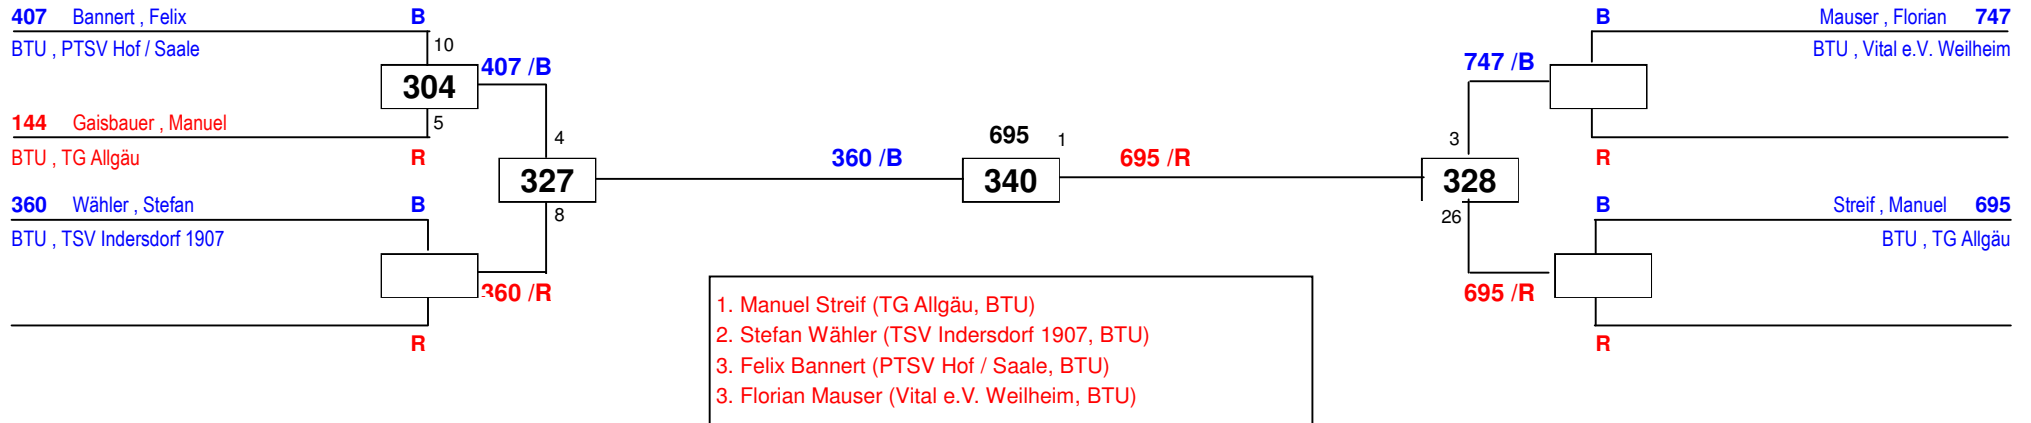 407 Bannert , Felix B
BTU , PTSV Hof / Saale
10
304
407 /B
5
144 Gaisbauer , Manuel
BTU , TG Allgäu R
4
327
8
360 Wähler , Stefan B
BTU , TSV Indersdorf 1907
360 /R
R
360 /B
695 1
340
695 /R
B Mauser , Florian 747
BTU , Vital e.V. Weilheim
747 /B
3
R
328
26
B Streif , Manuel 695
BTU , TG Allgäu
695 /R
R
1. Manuel Streif (TG Allgäu, BTU)
2. Stefan Wähler (TSV Indersdorf 1907, BTU)
3. Felix Bannert (PTSV Hof / Saale, BTU)
3. Florian Mauser (Vital e.V. Weilheim, BTU)